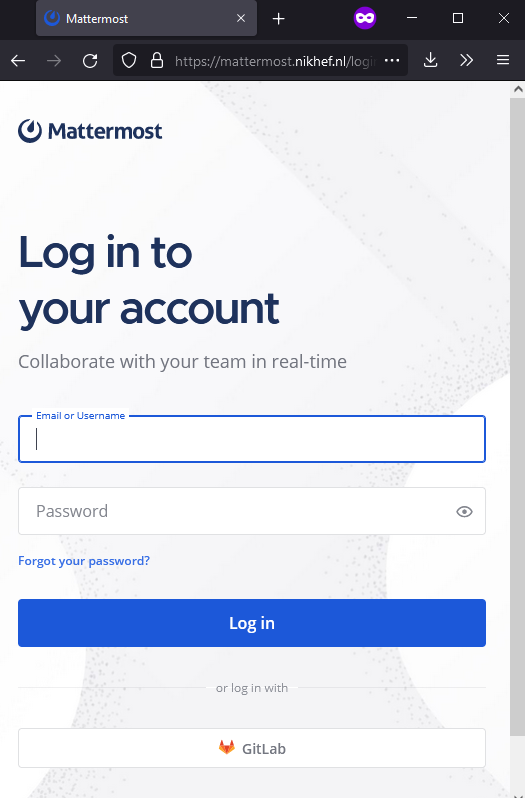 Mattermost
https://mattermost.nikhef.nl/login
Mattermost
Log in to
your account
Collaborate with your team in real-time
Email or Username
Password
Forgot your password?
Log in
or log in with
GitLab